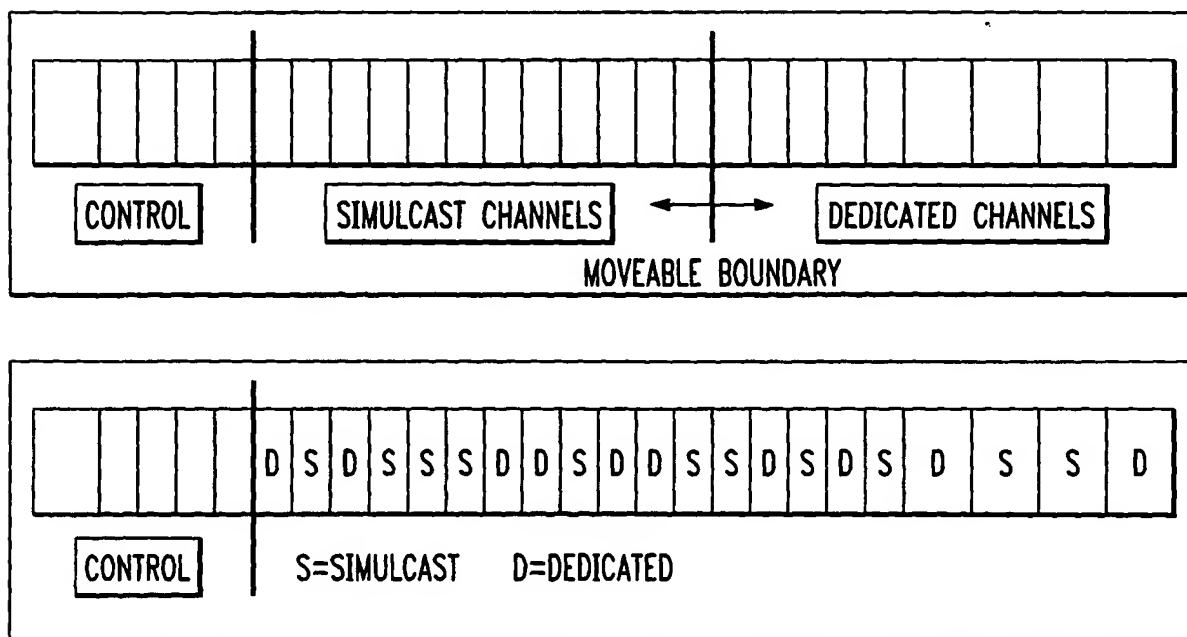 CONTROL SIMULCAST CHANNELS DEDICATED CHANNELS
MOVEABLE BOUNDARY
D S D S S S D D S D D S S D S D S D S S D
CONTROL S=SIMULCAST D=DEDICATED